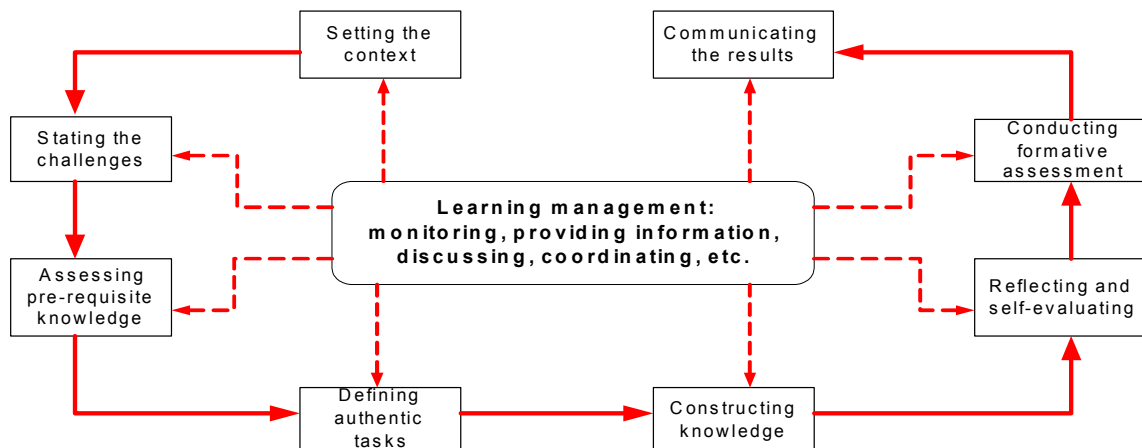 Setting the
context
Communicating
the results
Stating the
challenges
Conducting
formative
assessment
Learning management:
monitoring, providing information,
discussing, coordinating, etc.
Assessing
pre-requisite
knowledge
Reflecting and
self-evaluating
Defining
authentic
tasks
Constructing
knowledge